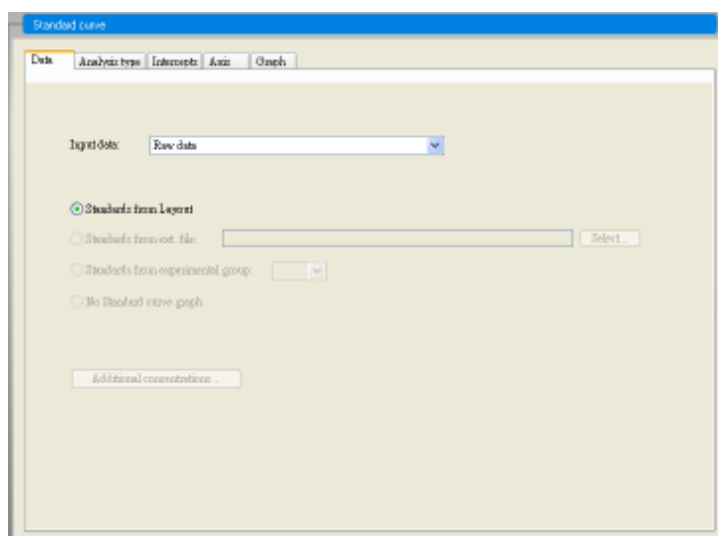 Standard curve
Data Analysis type Intercepts Axis Graph
Input data: Raw data
Standards from Layout
Standards from ext. file: Select...
Standards from experimental group:
No Standard curve graph
Additional concentrations...